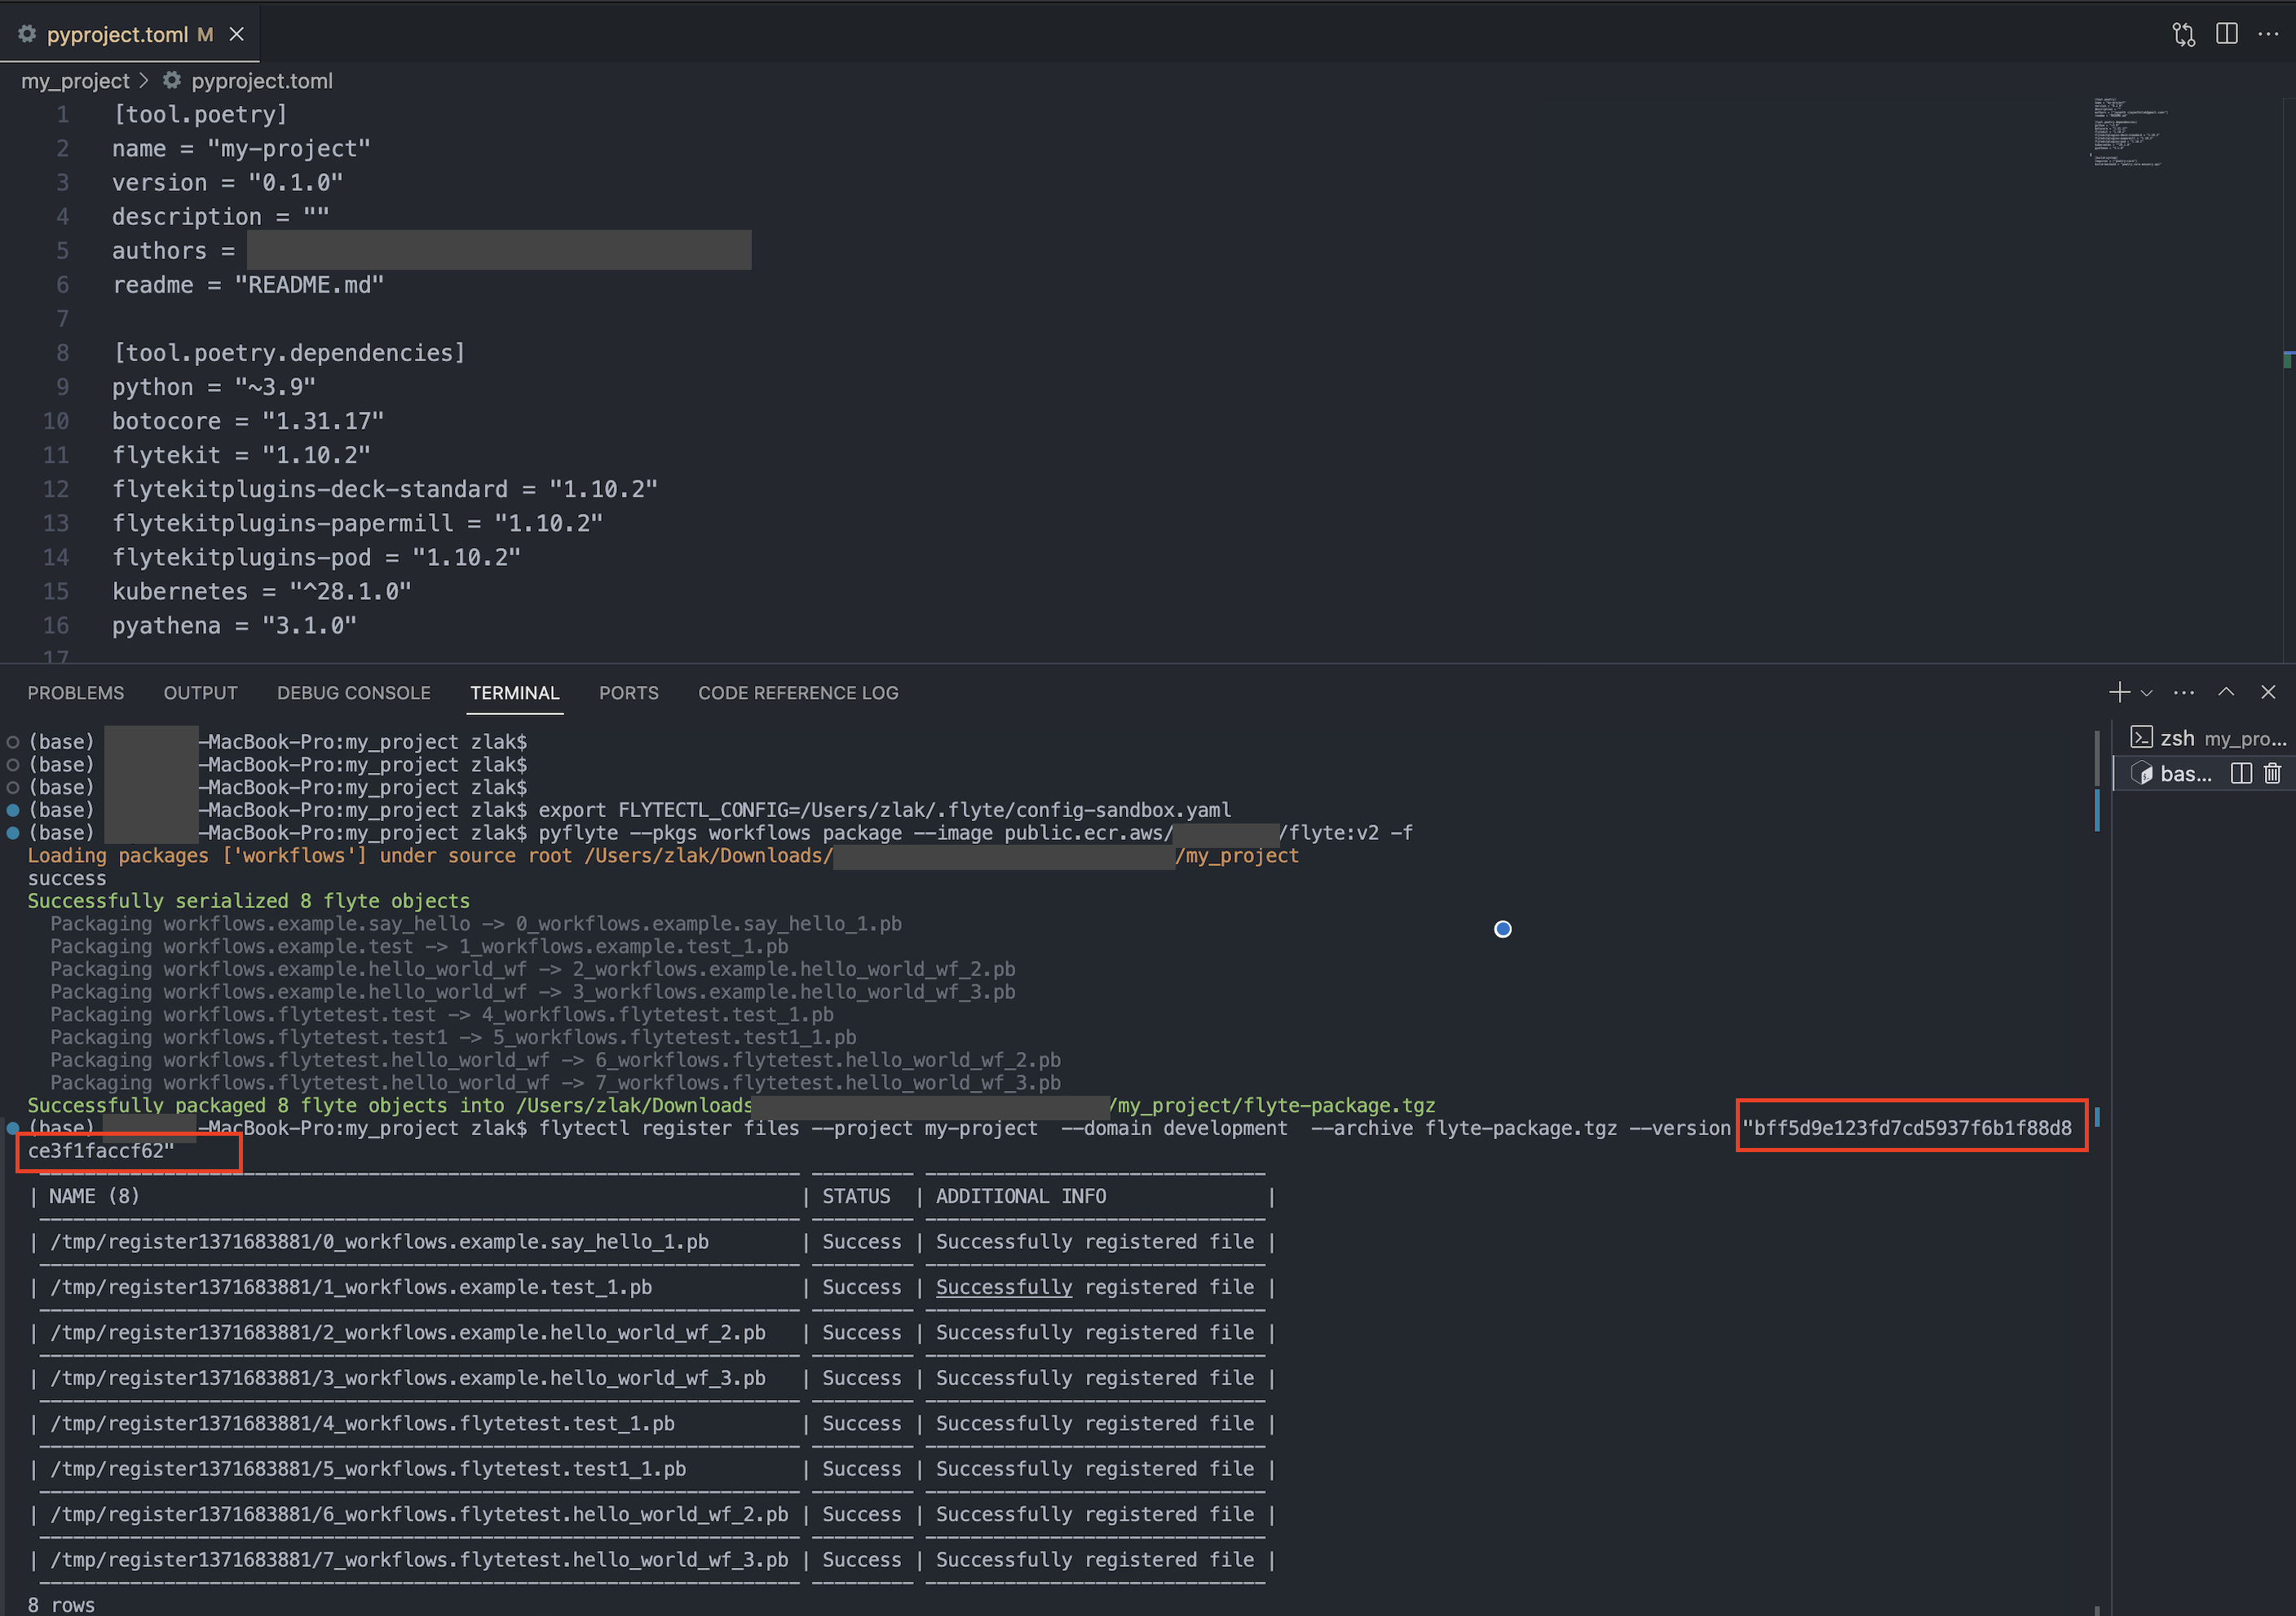 pyproject.toml M
my_project > pyproject.toml
1 [tool.poetry]
2 name = "my-project"
3 version = "0.1.0"
4 description = ""
5 authors =
6 readme = "README.md"
7
8 [tool.poetry.dependencies]
9 python = "~3.9"
10 botocore = "1.31.17"
11 flytekit = "1.10.2"
12 flytekitplugins-deck-standard = "1.10.2"
13 flytekitplugins-papermill = "1.10.2"
14 flytekitplugins-pod = "1.10.2"
15 kubernetes = "^28.1.0"
16 pyathena = "3.1.0"
17
PROBLEMS OUTPUT DEBUG CONSOLE TERMINAL PORTS CODE REFERENCE LOG
zsh my_pro...
bas...
(base) -MacBook-Pro:my_project zlak$
(base) -MacBook-Pro:my_project zlak$
(base) -MacBook-Pro:my_project zlak$
(base) -MacBook-Pro:my_project zlak$ export FLYTECTL_CONFIG=/Users/zlak/.flyte/config-sandbox.yaml
(base) -MacBook-Pro:my_project zlak$ pyflyte --pkgs workflows package --image public.ecr.aws/ /flyte:v2 -f
Loading packages ['workflows'] under source root /Users/zlak/Downloads/ /my_project
success
Successfully serialized 8 flyte objects
Packaging workflows.example.say_hello -> 0_workflows.example.say_hello_1.pb
Packaging workflows.example.test -> 1_workflows.example.test_1.pb
Packaging workflows.example.hello_world_wf -> 2_workflows.example.hello_world_wf_2.pb
Packaging workflows.example.hello_world_wf -> 3_workflows.example.hello_world_wf_3.pb
Packaging workflows.flytetest.test -> 4_workflows.flytetest.test_1.pb
Packaging workflows.flytetest.test1 -> 5_workflows.flytetest.test1_1.pb
Packaging workflows.flytetest.hello_world_wf -> 6_workflows.flytetest.hello_world_wf_2.pb
Packaging workflows.flytetest.hello_world_wf -> 7_workflows.flytetest.hello_world_wf_3.pb
Successfully packaged 8 flyte objects into /Users/zlak/Downloads /my_project/flyte-package.tgz
(base) -MacBook-Pro:my_project zlak$ flytectl register files --project my-project --domain development --archive flyte-package.tgz --version "bff5d9e123fd7cd5937f6b1f88d8
ce3f1faccf62"
| NAME (8) | STATUS | ADDITIONAL INFO |
| /tmp/register1371683881/0_workflows.example.say_hello_1.pb | Success | Successfully registered file |
| /tmp/register1371683881/1_workflows.example.test_1.pb | Success | Successfully registered file |
| /tmp/register1371683881/2_workflows.example.hello_world_wf_2.pb | Success | Successfully registered file |
| /tmp/register1371683881/3_workflows.example.hello_world_wf_3.pb | Success | Successfully registered file |
| /tmp/register1371683881/4_workflows.flytetest.test_1.pb | Success | Successfully registered file |
| /tmp/register1371683881/5_workflows.flytetest.test1_1.pb | Success | Successfully registered file |
| /tmp/register1371683881/6_workflows.flytetest.hello_world_wf_2.pb | Success | Successfully registered file |
| /tmp/register1371683881/7_workflows.flytetest.hello_world_wf_3.pb | Success | Successfully registered file |
8 rows